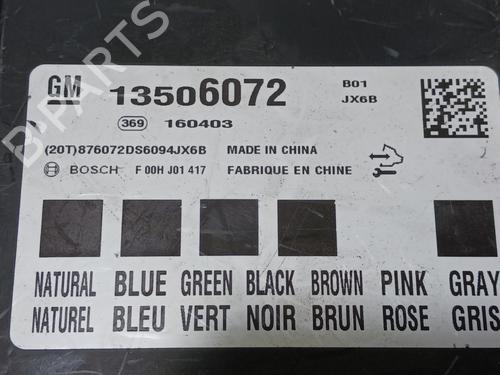 GM 13506072 B01
JX6B
369 160403
(20T)876072DS6094JX6B MADE IN CHINA
BOSCH F 00H J01 417 FABRIQUE EN CHINE
NATURAL BLUE GREEN BLACK BROWN PINK GRAY
NATUREL BLEU VERT NOIR BRUN ROSE GRIS
B-PARTS